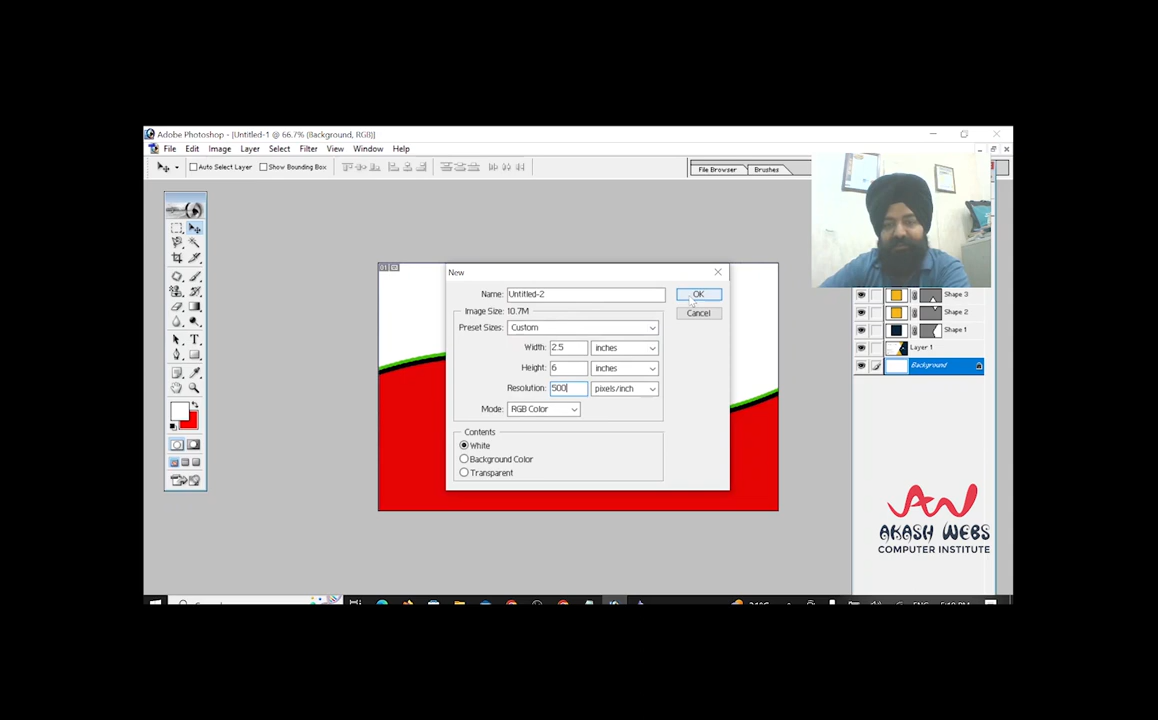 Adobe Photoshop - [Untitled-1 @ 66.7% (Background, RGB)]
File Edit Image Layer Select Filter View Window Help
Auto Select Layer Show Bounding Box
File Browser Brushes
New
Name: Untitled-2
OK
Image Size: 10.7M
Cancel
Preset Sizes: Custom
Width: 2.5 inches
Height: 6 inches
Resolution: 500 pixels/inch
Mode: RGB Color
Contents
White
Background Color
Transparent
Shape 3
Shape 2
Shape 1
Layer 1
Background
AKASH WEBS
COMPUTER INSTITUTE